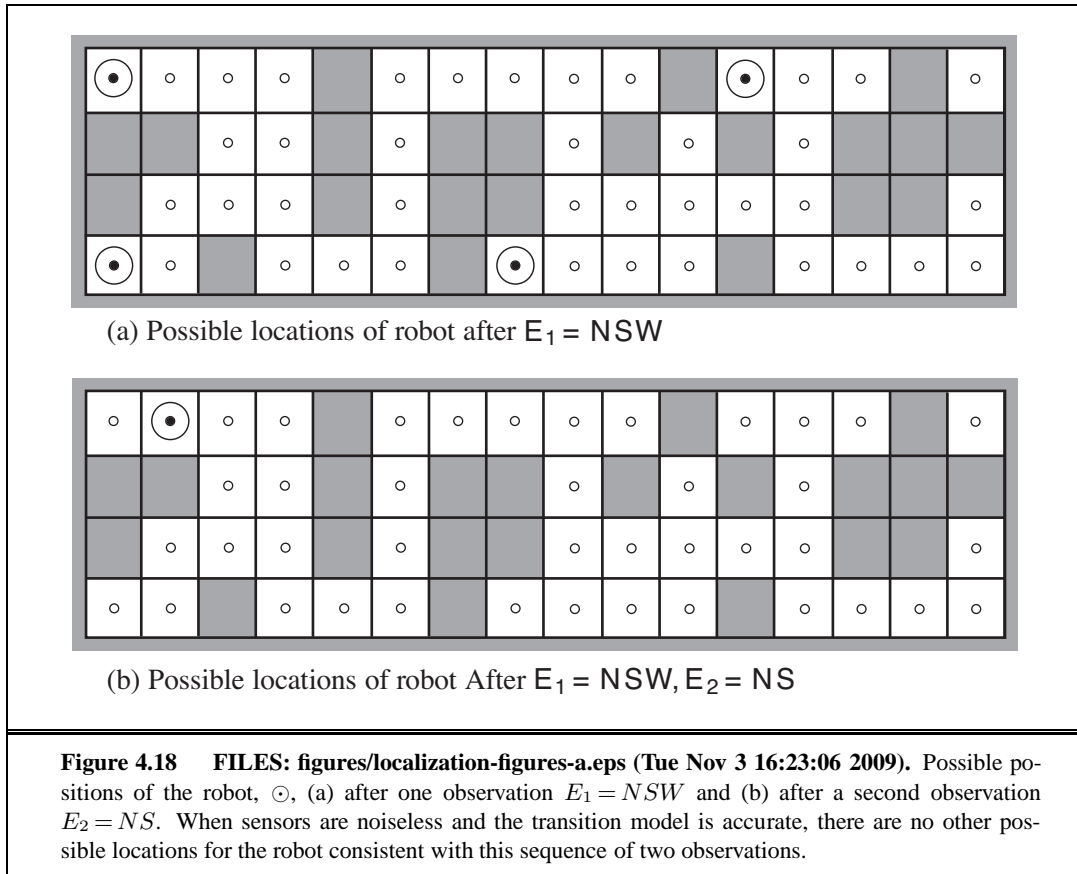 (a) Possible locations of robot after E₁ = NSW
(b) Possible locations of robot After E₁ = NSW, E₂ = NS
Figure 4.18 FILES: figures/localization-figures-a.eps (Tue Nov 3 16:23:06 2009). Possible po-
sitions of the robot, ⊙, (a) after one observation E₁ = NSW and (b) after a second observation
E₂ = NS. When sensors are noiseless and the transition model is accurate, there are no other pos-
sible locations for the robot consistent with this sequence of two observations.